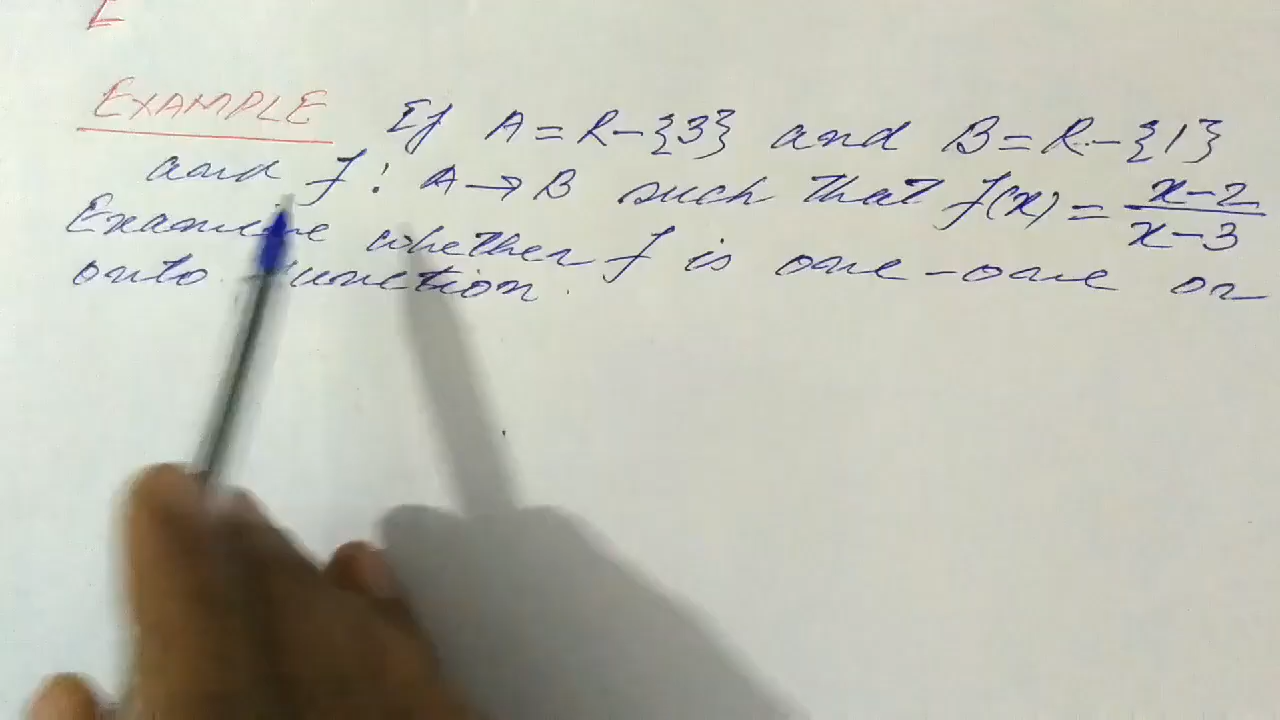 EXAMPLE If A = R - {3} and B = R - {1}
and f : A → B such that f(x) = x-2 / x-3
Examine whether f is one-one or
onto function.